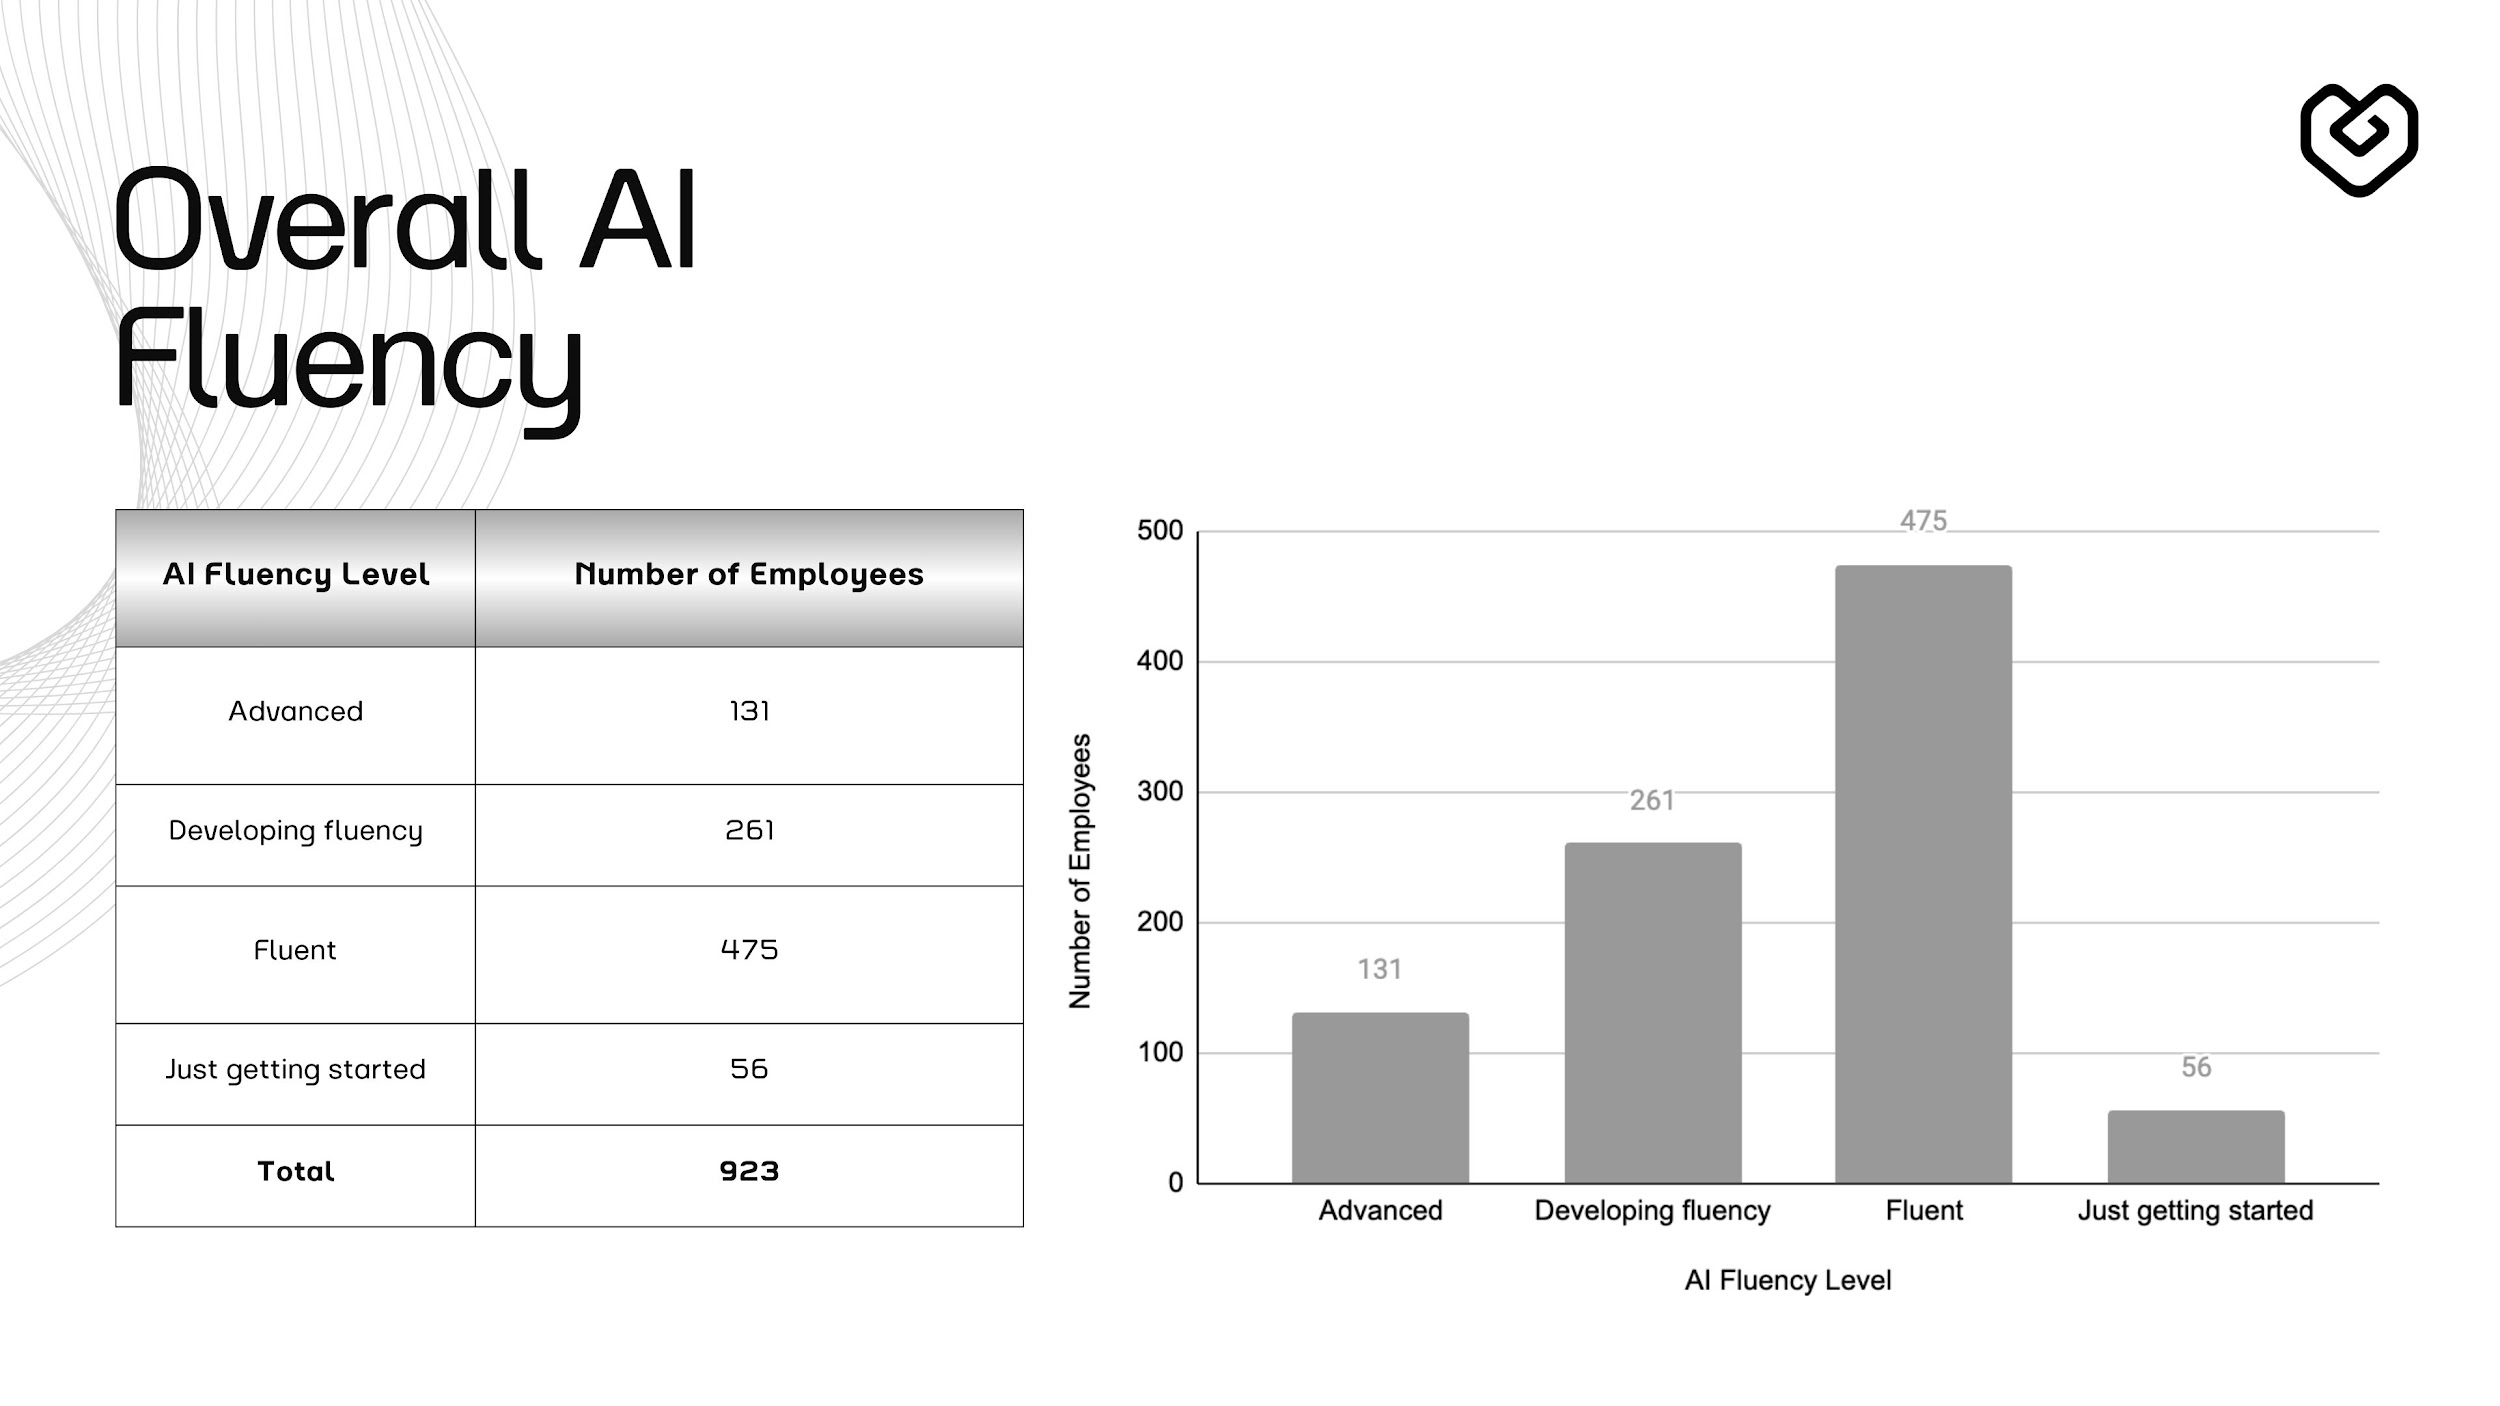 Overall AI
Fluency
AI Fluency Level Number of Employees
Advanced 131
Developing fluency 261
Fluent 475
Just getting started 56
Total 923
Number of Employees
500
400
300
200
100
0
131
261
475
56
Advanced Developing fluency Fluent Just getting started
AI Fluency Level